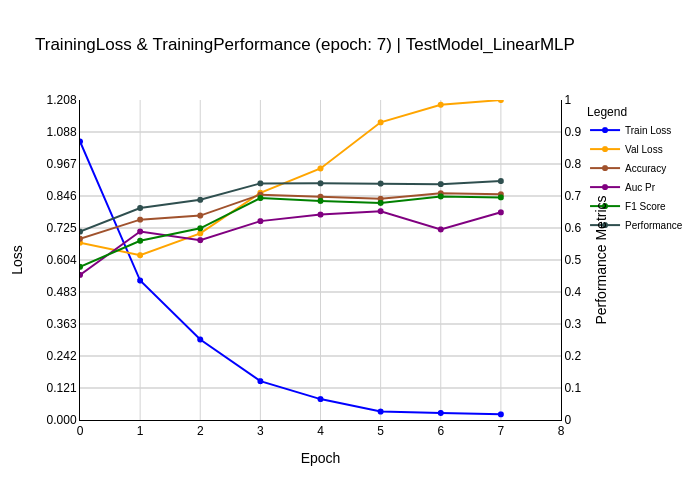 TrainingLoss & TrainingPerformance (epoch: 7) | TestModel_LinearMLP
Legend
Train Loss
Val Loss
Accuracy
Auc Pr
F1 Score
Performance
Loss
1.208
1.088
0.967
0.846
0.725
0.604
0.483
0.363
0.242
0.121
0.000
1
0.9
0.8
0.7
0.6
0.5
0.4
0.3
0.2
0.1
0
Performance Metrics
0 1 2 3 4 5 6 7 8
Epoch